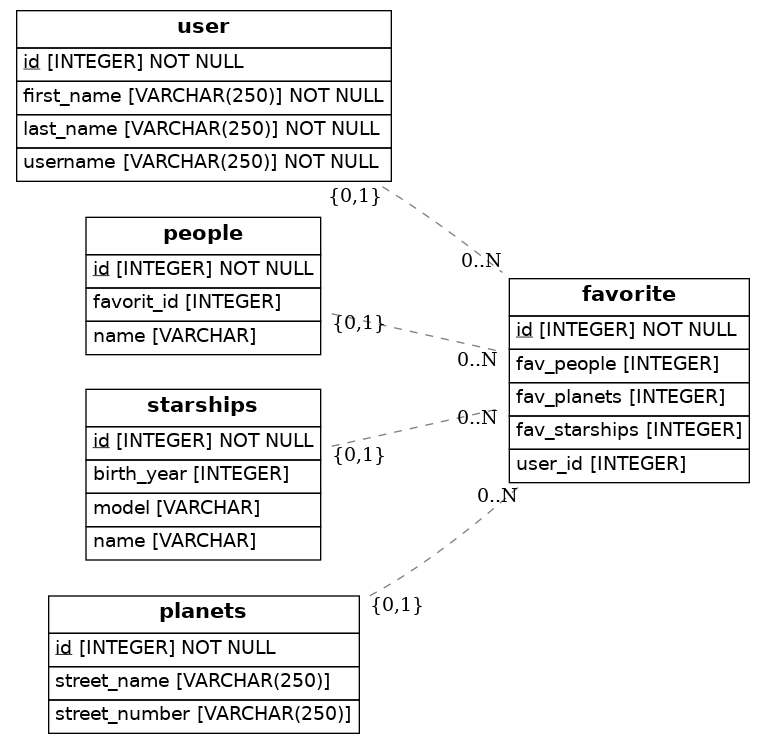 user
id [INTEGER] NOT NULL
first_name [VARCHAR(250)] NOT NULL
last_name [VARCHAR(250)] NOT NULL
username [VARCHAR(250)] NOT NULL
{0,1}
0..N
people
id [INTEGER] NOT NULL
favorit_id [INTEGER]
name [VARCHAR]
{0,1}
0..N
starships
id [INTEGER] NOT NULL
birth_year [INTEGER]
model [VARCHAR]
name [VARCHAR]
{0,1}
0..N
planets
id [INTEGER] NOT NULL
street_name [VARCHAR(250)]
street_number [VARCHAR(250)]
{0,1}
0..N
favorite
id [INTEGER] NOT NULL
fav_people [INTEGER]
fav_planets [INTEGER]
fav_starships [INTEGER]
user_id [INTEGER]